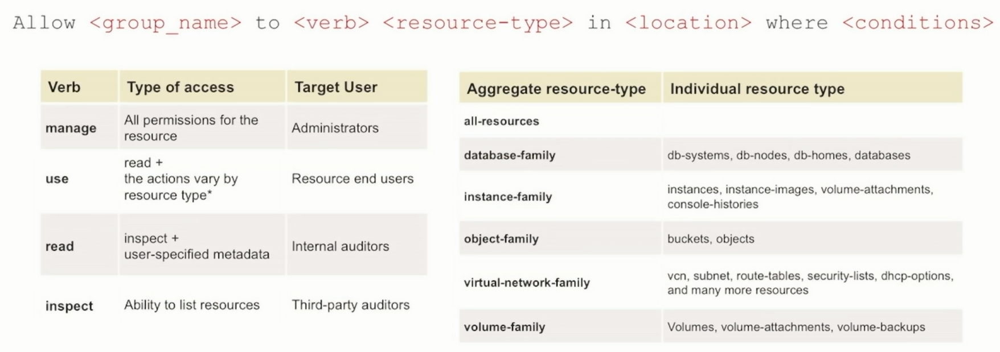 Allow <group_name> to <verb> <resource-type> in <location> where <conditions>
Verb Type of access Target User
manage All permissions for the resource Administrators
use read +
the actions vary by
resource type* Resource end users
read inspect +
user-specified metadata Internal auditors
inspect Ability to list resources Third-party auditors
Aggregate resource-type Individual resource type
all-resources
database-family db-systems, db-nodes, db-homes, databases
instance-family instances, instance-images, volume-attachments,
console-histories
object-family buckets, objects
virtual-network-family vcn, subnet, route-tables, security-lists, dhcp-options,
and many more resources
volume-family Volumes, volume-attachments, volume-backups